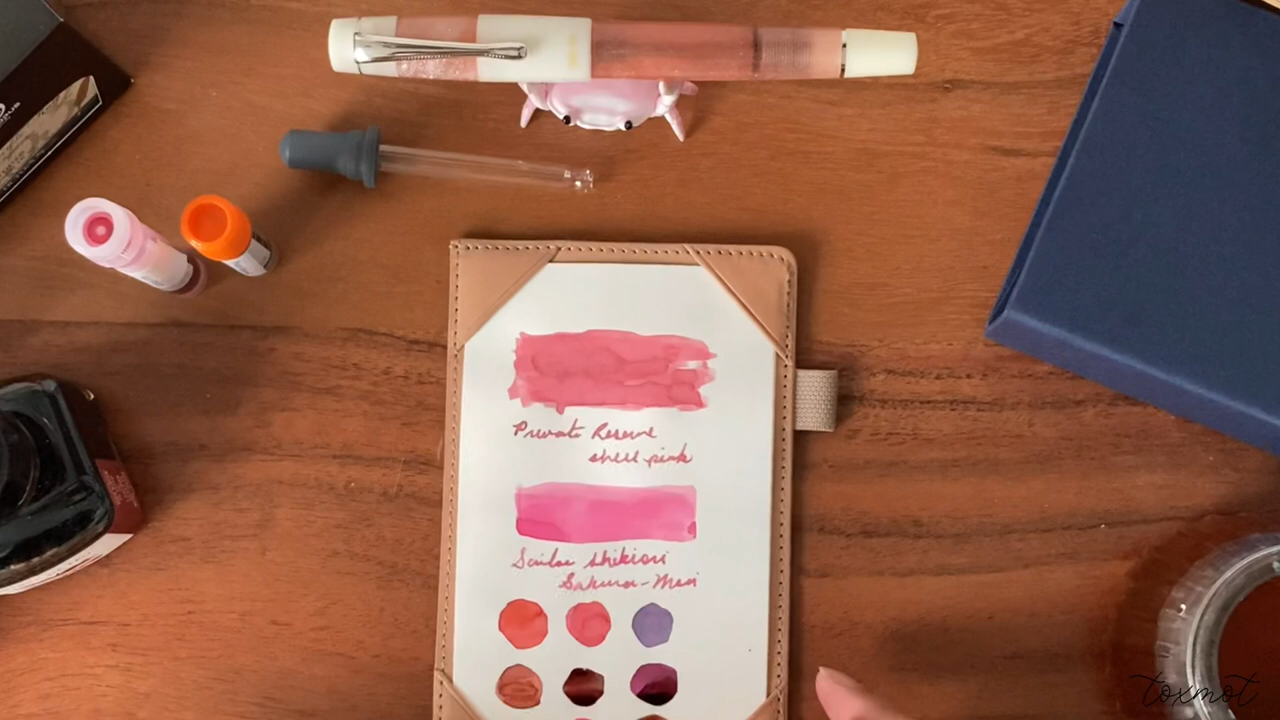 Private Reserve
shell pink
Sailor shikiori
Sakura-Mori
toxmot